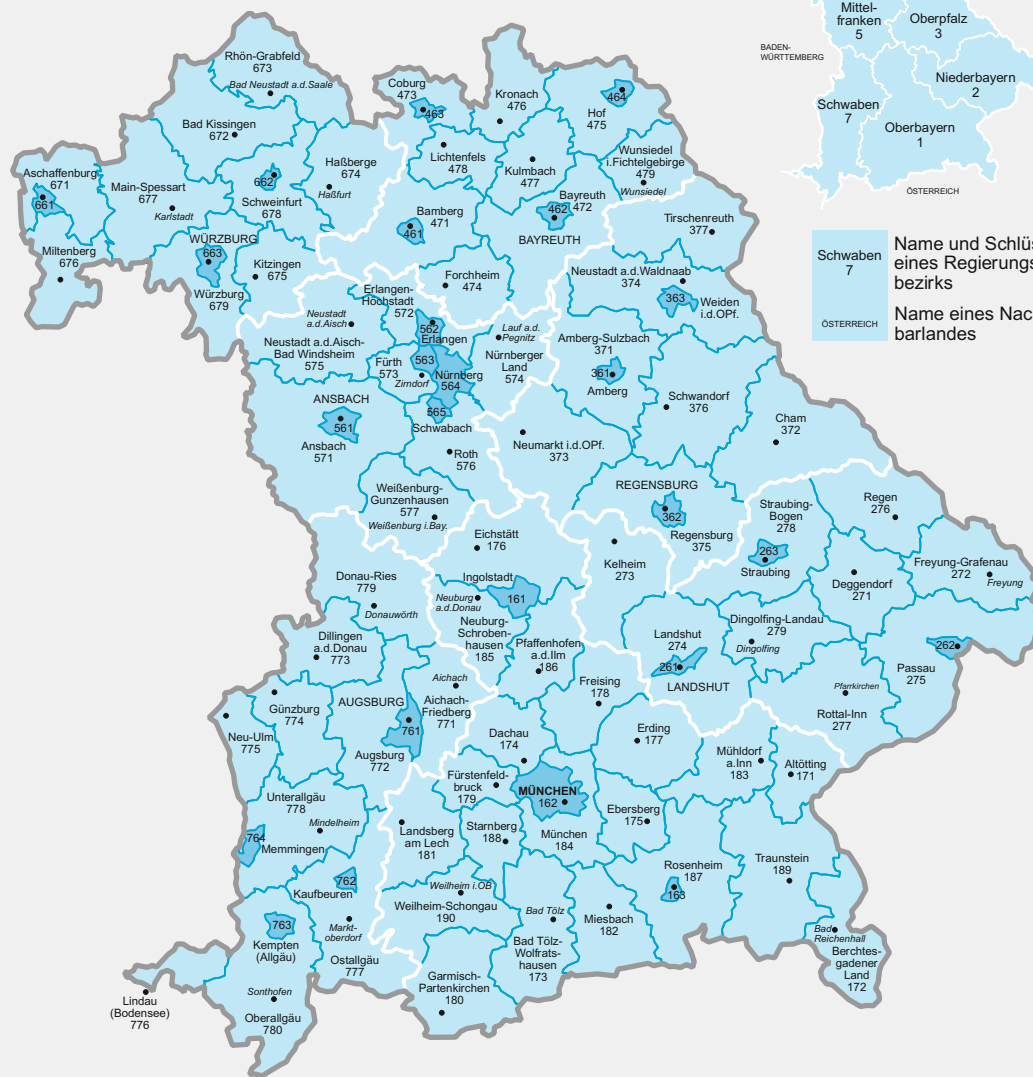 Mittel-
franken
5
Oberpfalz
3
BADEN-
WÜRTTEMBERG
Niederbayern
2
Schwaben
7
Oberbayern
1
ÖSTERREICH
Schwaben
7
Name und Schlüs
eines Regierungs
bezirks
ÖSTERREICH
Name eines Nac
barlandes
Rhön-Grabfeld
673
Bad Neustadt a.d.Saale
Coburg
473
463
Kronach
476
464
Hof
475
Bad Kissingen
672
Haßberge
674
Haßfurt
Lichtenfels
478
Kulmbach
477
Wunsiedel
i.Fichtelgebirge
479
Wunsiedel
Aschaffenburg
671
661
Main-Spessart
677
Karlstadt
662
Schweinfurt
678
Bamberg
471
461
Bayreuth
472
462
BAYREUTH
Tirschenreuth
377
Miltenberg
676
WÜRZBURG
663
Würzburg
679
Kitzingen
675
Forchheim
474
Neustadt a.d.Waldnaab
374
363
Weiden
i.d.OPf.
Erlangen-
Höchstadt
572
562
Erlangen
Neustadt
a.d.Aisch
Neustadt a.d.Aisch-
Bad Windsheim
575
Lauf a.d.
Pegnitz
Nürnberger
Land
574
Fürth
573
563
Zirndorf
Nürnberg
564
565
Schwabach
Amberg-Sulzbach
371
361
Amberg
Schwandorf
376
Cham
372
ANSBACH
561
Ansbach
571
Roth
576
Neumarkt i.d.OPf.
373
Weißenburg-
Gunzenhausen
577
Weißenburg i.Bay.
REGENSBURG
362
Regensburg
375
Straubing-
Bogen
278
263
Straubing
Regen
276
Eichstätt
176
Kelheim
273
Deggendorf
271
Freyung-Grafenau
272
Freyung
Donau-Ries
779
Donauwörth
Ingolstadt
161
Neuburg
a.d.Donau
Neuburg-
Schroben-
hausen
185
Pfaffenhofen
a.d.Ilm
186
Landshut
274
261
LANDSHUT
Dingolfing-Landau
279
Dingolfing
262
Passau
275
Dillingen
a.d.Donau
773
Aichach
Aichach-
Friedberg
771
Freising
178
Pfarrkirchen
Rottal-Inn
277
Günzburg
774
AUGSBURG
761
Augsburg
772
Neu-Ulm
775
Dachau
174
Erding
177
Mühldorf
a.Inn
183
Altötting
171
Fürstenfeld-
bruck
179
MÜNCHEN
162
München
184
Ebersberg
175
Unterallgäu
778
Mindelheim
764
Memmingen
Landsberg
am Lech
181
Starnberg
188
Rosenheim
187
163
Traunstein
189
762
Kaufbeuren
Weilheim i.OB
Weilheim-Schongau
190
Miesbach
182
763
Kempten
(Allgäu)
Markt-
oberdorf
Ostallgäu
777
Bad Tölz
Bad Tölz-
Wolfrats-
hausen
173
Bad
Reichenhall
Berchtes-
gadener
Land
172
Lindau
(Bodensee)
776
Sonthofen
Oberallgäu
780
Garmisch-
Partenkirchen
180